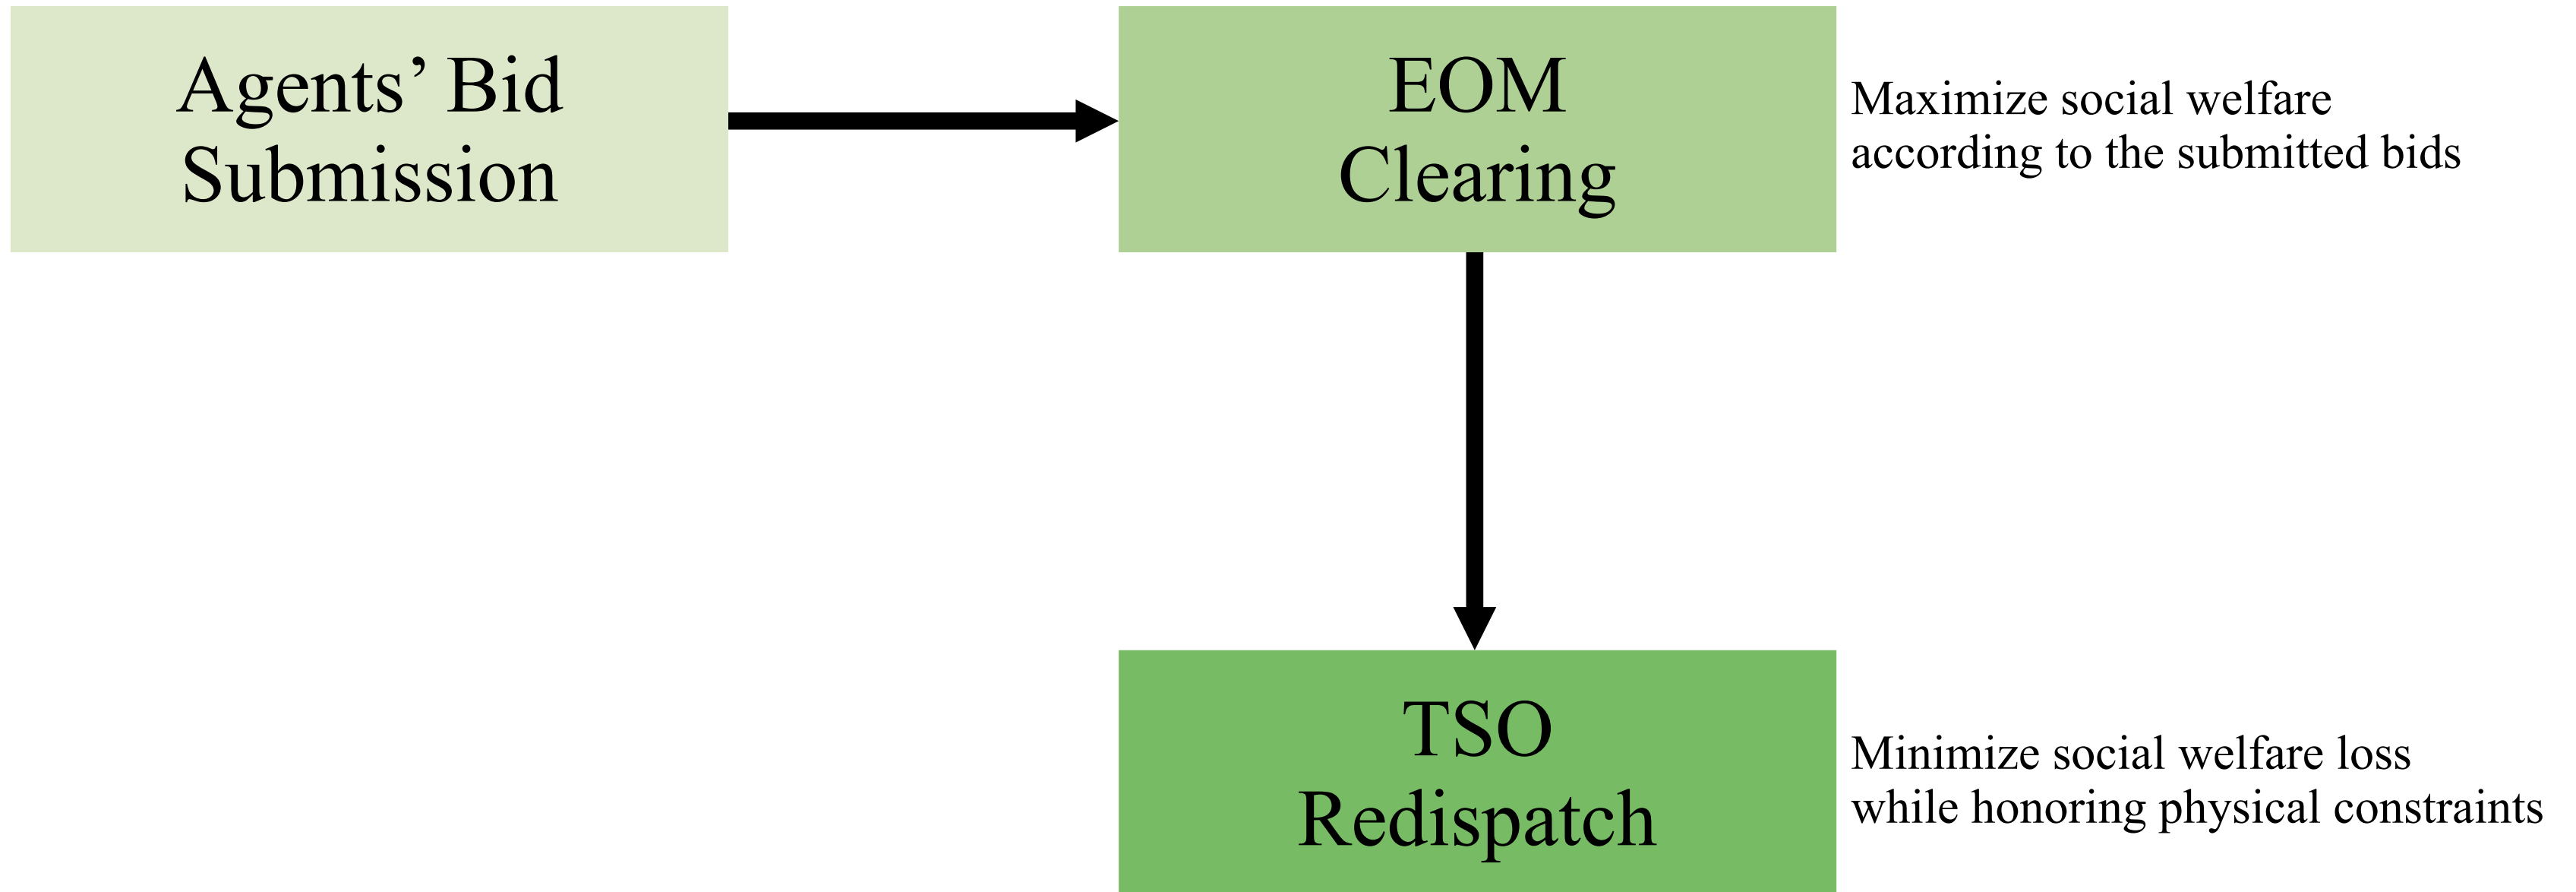 Agents’ Bid
Submission
EOM
Clearing
Maximize social welfare
according to the submitted bids
TSO
Redispatch
Minimize social welfare loss
while honoring physical constraints